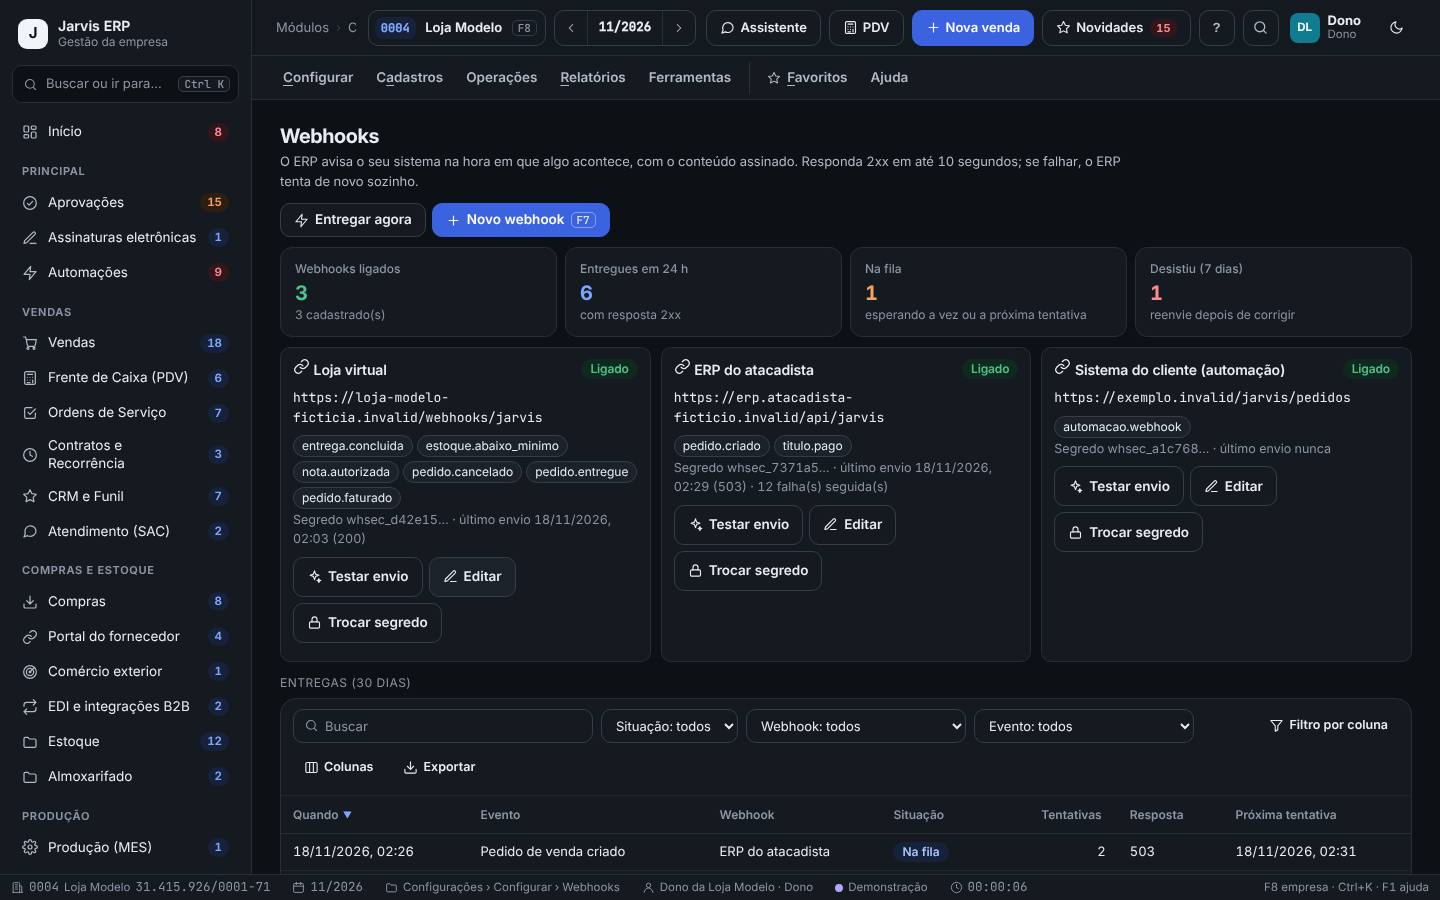 J
Jarvis ERP
Gestão da empresa
Buscar ou ir para... Ctrl K
Início 8
PRINCIPAL
Aprovações 15
Assinaturas eletrônicas 1
Automações 9
VENDAS
Vendas 18
Frente de Caixa (PDV) 6
Ordens de Serviço 7
Contratos e
Recorrência 3
CRM e Funil 7
Atendimento (SAC) 2
COMPRAS E ESTOQUE
Compras 8
Portal do fornecedor 4
Comércio exterior 1
EDI e integrações B2B 2
Estoque 12
Almoxarifado 2
PRODUÇÃO
Produção (MES) 1
Módulos › C
0004 Loja Modelo F8
‹ 11/2026 ›
Assistente
PDV
+ Nova venda
Novidades 15
?
DL
Dono
Dono
Configurar Cadastros Operações Relatórios Ferramentas Favoritos Ajuda
Webhooks
O ERP avisa o seu sistema na hora em que algo acontece, com o conteúdo assinado. Responda 2xx em até 10 segundos; se falhar, o ERP
tenta de novo sozinho.
Entregar agora
+ Novo webhook F7
Webhooks ligados
3
3 cadastrado(s)
Entregues em 24 h
6
com resposta 2xx
Na fila
1
esperando a vez ou a próxima tentativa
Desistiu (7 dias)
1
reenvie depois de corrigir
Loja virtual Ligado
https://loja-modelo-
ficticia.invalid/webhooks/jarvis
entrega.concluida estoque.abaixo_minimo
nota.autorizada pedido.cancelado pedido.entregue
pedido.faturado
Segredo whsec_d42e15... · último envio 18/11/2026,
02:03 (200)
Testar envio Editar
Trocar segredo
ERP do atacadista Ligado
https://erp.atacadista-
ficticio.invalid/api/jarvis
pedido.criado titulo.pago
Segredo whsec_7371a5... · último envio 18/11/2026,
02:29 (503) · 12 falha(s) seguida(s)
Testar envio Editar
Trocar segredo
Sistema do cliente (automação) Ligado
https://exemplo.invalid/jarvis/pedidos
automacao.webhook
Segredo whsec_a1c768... · último envio nunca
Testar envio Editar
Trocar segredo
ENTREGAS (30 DIAS)
Buscar
Situação: todos
Webhook: todos
Evento: todos
Filtro por coluna
Colunas Exportar
Quando ▼ Evento Webhook Situação Tentativas Resposta Próxima tentativa
18/11/2026, 02:26 Pedido de venda criado ERP do atacadista Na fila 2 503 18/11/2026, 02:31
0004 Loja Modelo 31.415.926/0001-71 11/2026 Configurações › Configurar › Webhooks Dono da Loja Modelo · Dono Demonstração 00:00:06 F8 empresa · Ctrl+K · F1 ajuda